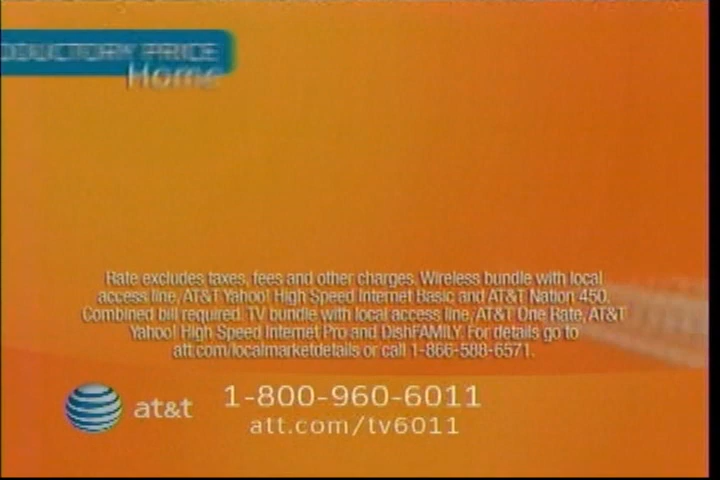 ODUCTORY PRICE
Home
Rate excludes taxes, fees and other charges. Wireless bundle with local
access line, AT&T Yahoo! High Speed Internet Basic and AT&T Nation 450.
Combined bill required. TV bundle with local access line, AT&T One Rate, AT&T
Yahoo! High Speed Internet Pro and DishFAMILY. For details go to
att.com/localmarketdetails or call 1-866-588-6571.
at&t
1-800-960-6011
att.com/tv6011